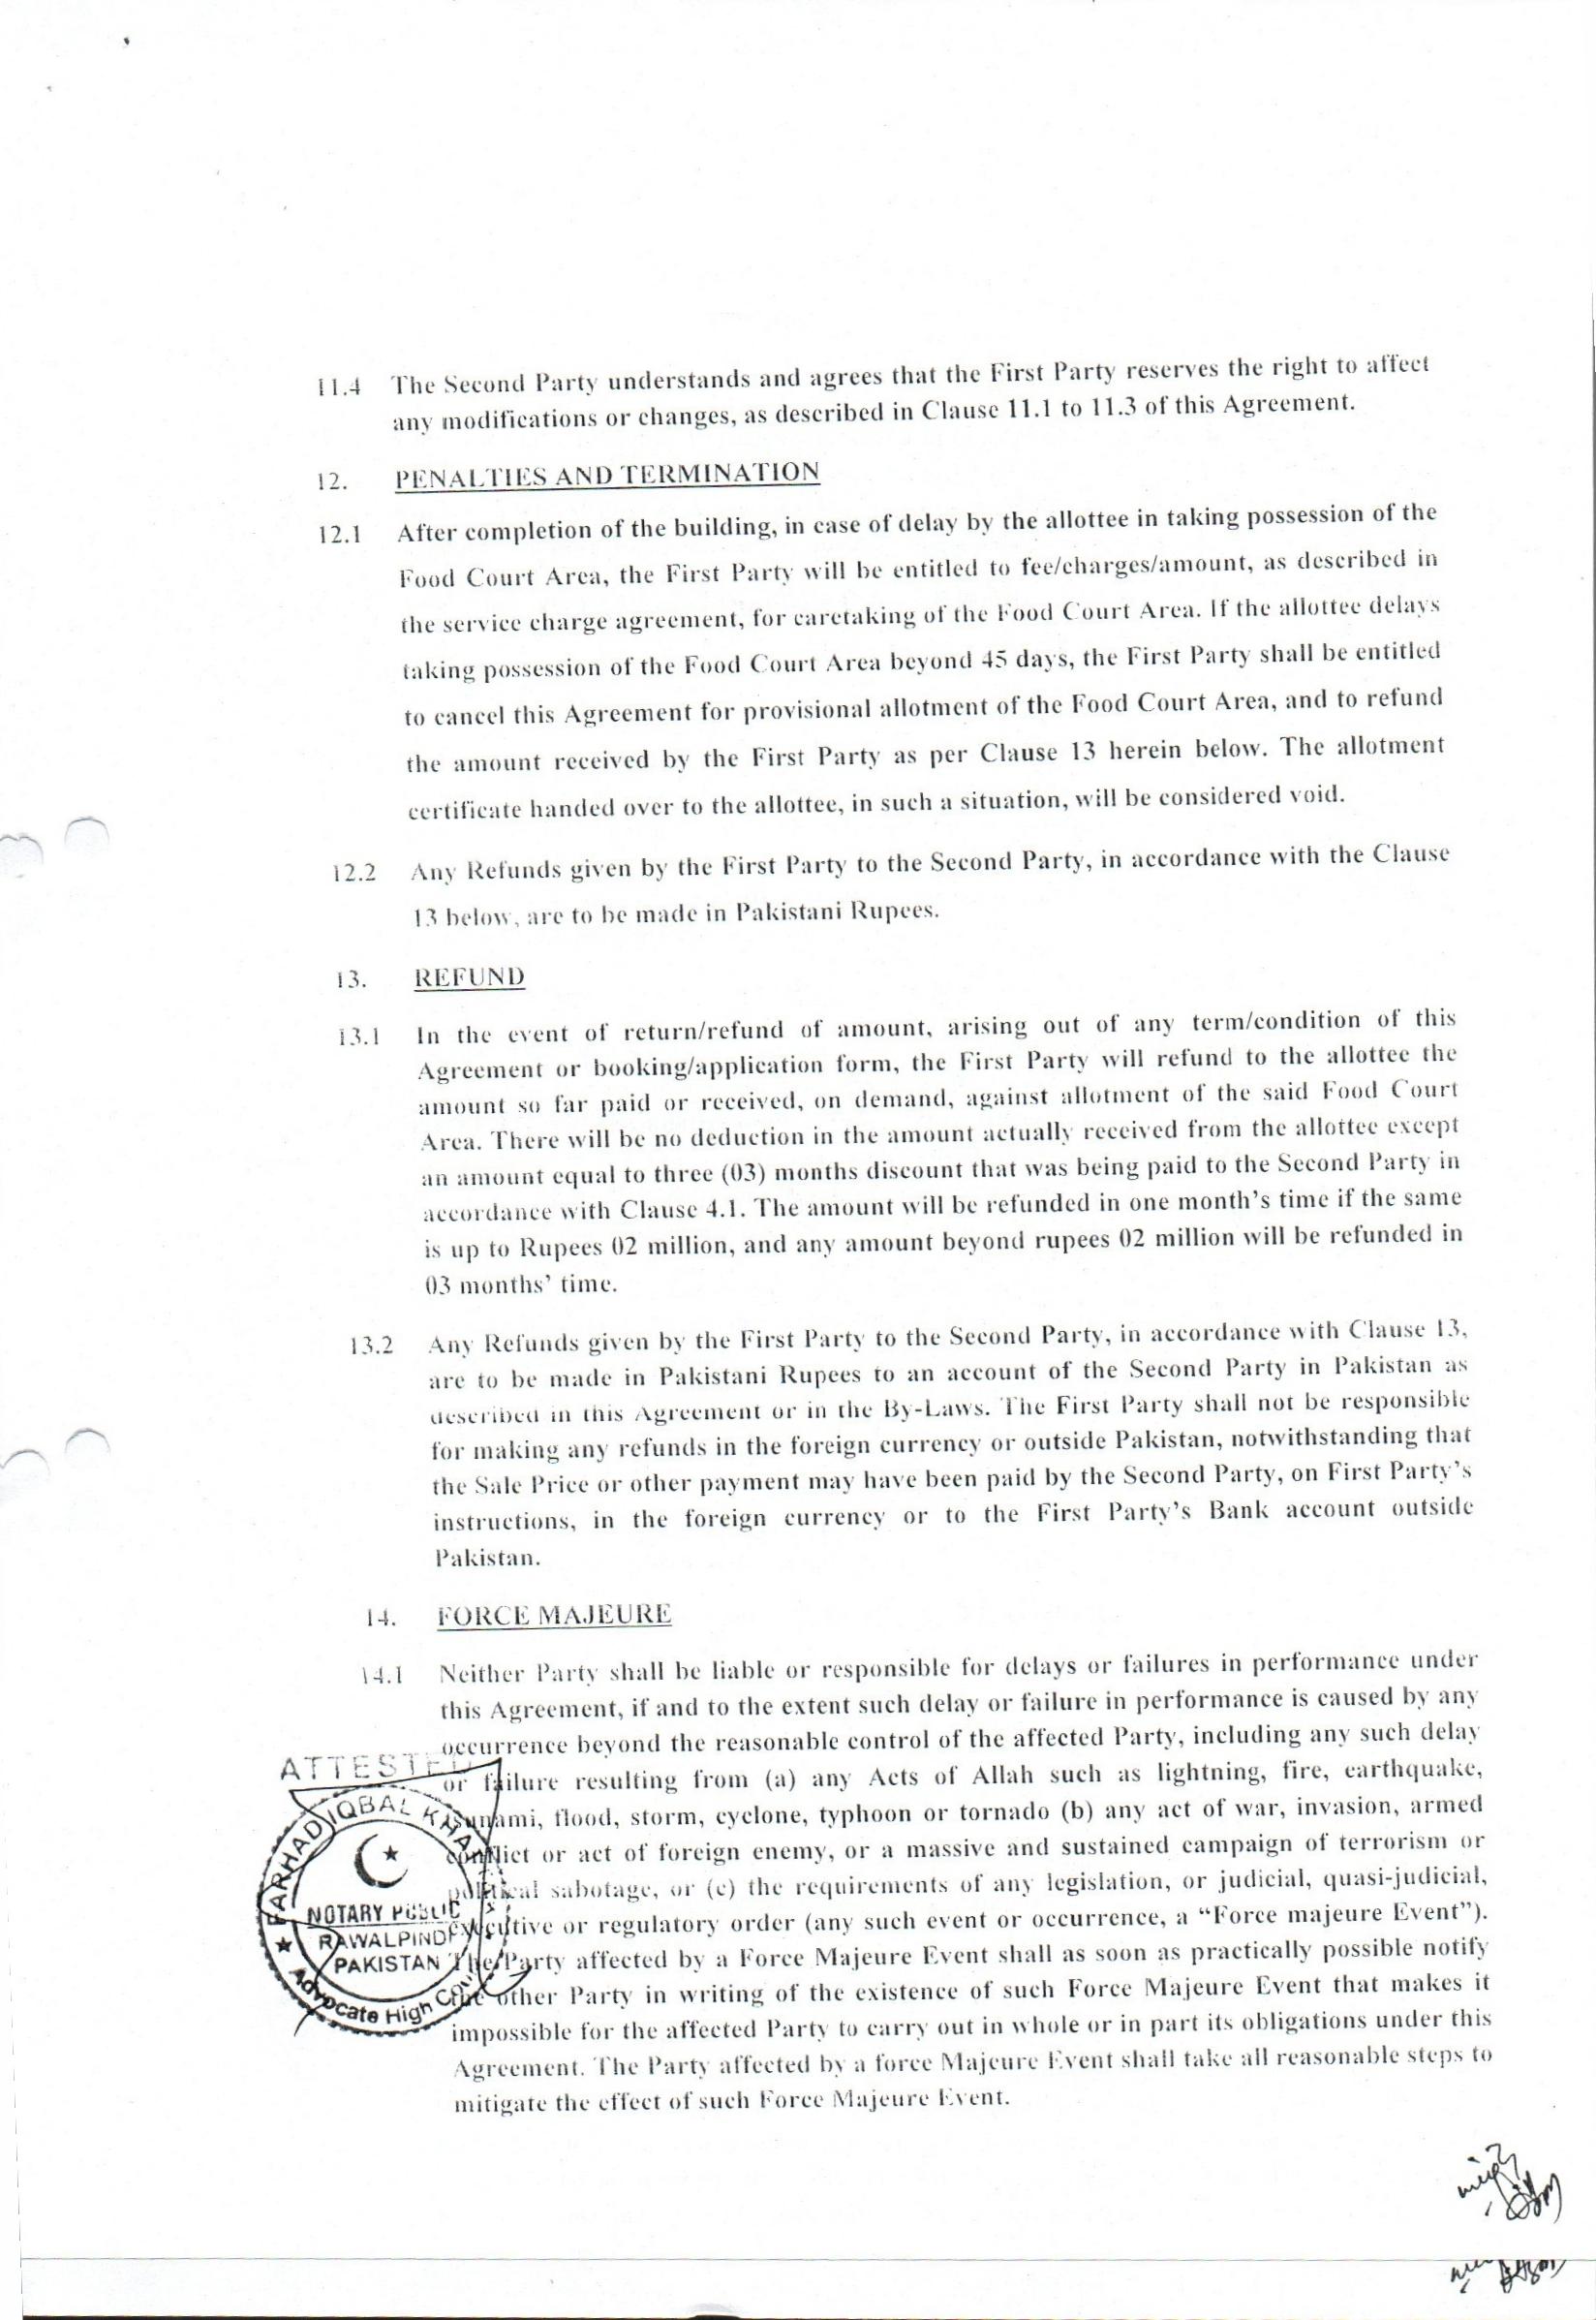 11.4 The Second Party understands and agrees that the First Party reserves the right to affect
any modifications or changes, as described in Clause 11.1 to 11.3 of this Agreement.
12. PENALTIES AND TERMINATION
12.1 After completion of the building, in case of delay by the allottee in taking possession of the
Food Court Area, the First Party will be entitled to fee/charges/amount, as described in
the service charge agreement, for caretaking of the Food Court Area. If the allottee delays
taking possession of the Food Court Area beyond 45 days, the First Party shall be entitled
to cancel this Agreement for provisional allotment of the Food Court Area, and to refund
the amount received by the First Party as per Clause 13 herein below. The allotment
certificate handed over to the allottee, in such a situation, will be considered void.
12.2 Any Refunds given by the First Party to the Second Party, in accordance with the Clause
13 below, are to be made in Pakistani Rupees.
13. REFUND
13.1 In the event of return/refund of amount, arising out of any term/condition of this
Agreement or booking/application form, the First Party will refund to the allottee the
amount so far paid or received, on demand, against allotment of the said Food Court
Area. There will be no deduction in the amount actually received from the allottee except
an amount equal to three (03) months discount that was being paid to the Second Party in
accordance with Clause 4.1. The amount will be refunded in one month's time if the same
is up to Rupees 02 million, and any amount beyond rupees 02 million will be refunded in
03 months' time.
13.2 Any Refunds given by the First Party to the Second Party, in accordance with Clause 13,
are to be made in Pakistani Rupees to an account of the Second Party in Pakistan as
described in this Agreement or in the By-Laws. The First Party shall not be responsible
for making any refunds in the foreign currency or outside Pakistan, notwithstanding that
the Sale Price or other payment may have been paid by the Second Party, on First Party's
instructions, in the foreign currency or to the First Party's Bank account outside
Pakistan.
14. FORCE MAJEURE
14.1 Neither Party shall be liable or responsible for delays or failures in performance under
this Agreement, if and to the extent such delay or failure in performance is caused by any
occurrence beyond the reasonable control of the affected Party, including any such delay
or failure resulting from (a) any Acts of Allah such as lightning, fire, earthquake,
tsunami, flood, storm, cyclone, typhoon or tornado (b) any act of war, invasion, armed
conflict or act of foreign enemy, or a massive and sustained campaign of terrorism or
political sabotage, or (c) the requirements of any legislation, or judicial, quasi-judicial,
executive or regulatory order (any such event or occurrence, a "Force majeure Event").
The Party affected by a Force Majeure Event shall as soon as practically possible notify
the other Party in writing of the existence of such Force Majeure Event that makes it
impossible for the affected Party to carry out in whole or in part its obligations under this
Agreement. The Party affected by a force Majeure Event shall take all reasonable steps to
mitigate the effect of such Force Majeure Event.
ATTESTED
FARHAD IQBAL KHAN
NOTARY PUBLIC
RAWALPINDI
PAKISTAN
Advocate High Court